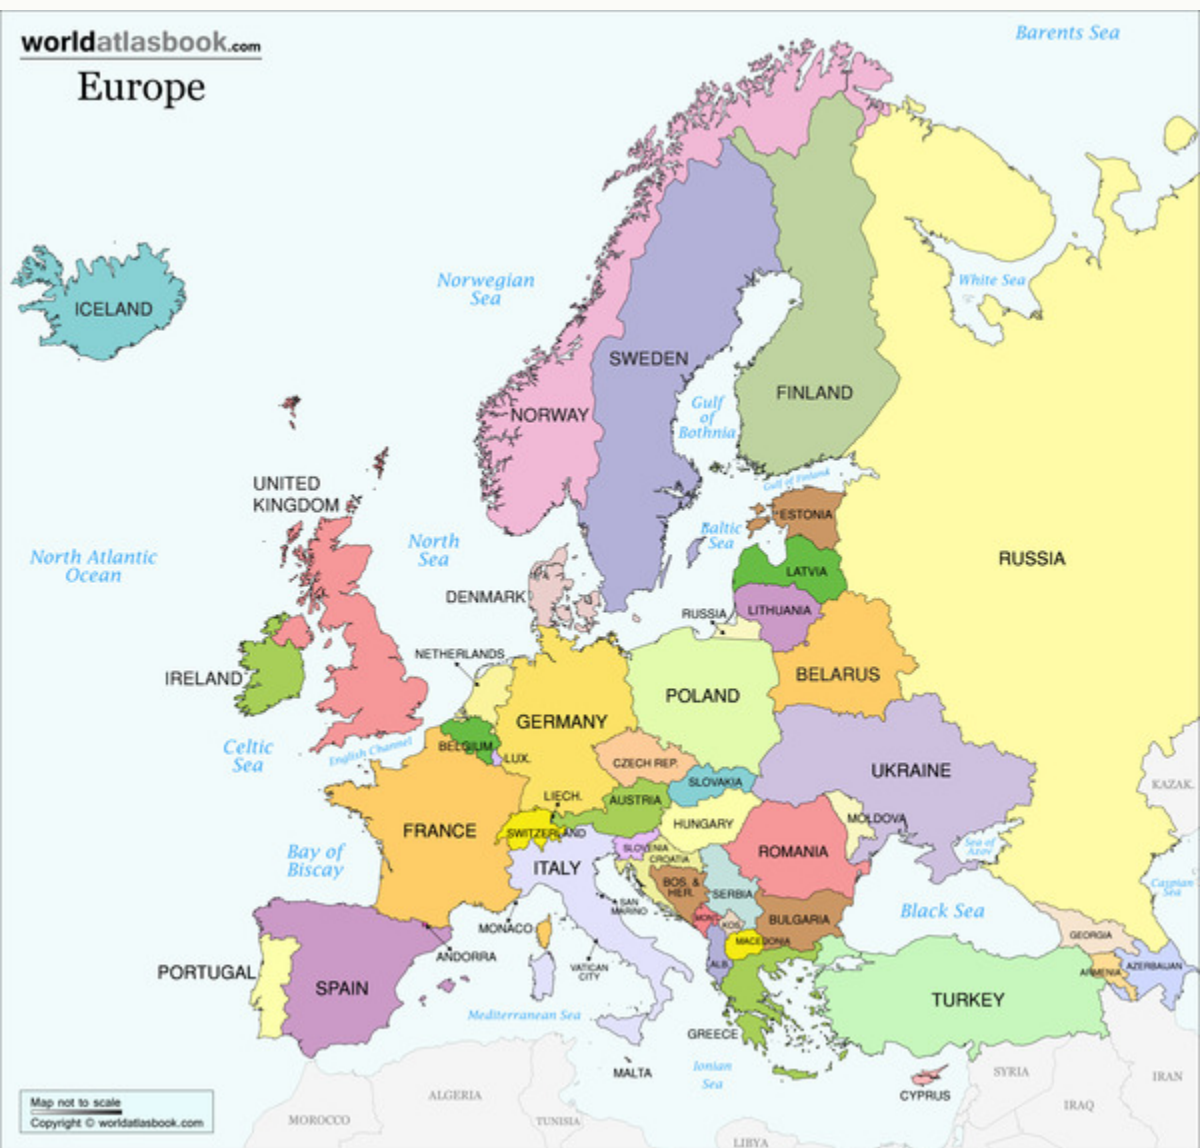 worldatlasbook.com
Europe
Barents Sea
ICELAND
Norwegian
Sea
White Sea
SWEDEN
NORWAY
FINLAND
Gulf
of
Bothnia
UNITED
KINGDOM
Gulf of Finland
ESTONIA
Baltic
Sea
North
Sea
North Atlantic
Ocean
RUSSIA
LATVIA
DENMARK
LITHUANIA
RUSSIA
NETHERLANDS
IRELAND
BELARUS
POLAND
GERMANY
Celtic
Sea
English Channel
BELGIUM
LUX.
CZECH REP.
UKRAINE
SLOVAKIA
KAZAK.
LIECH.
AUSTRIA
MOLDOVA
HUNGARY
FRANCE
SWITZERLAND
SLOVENIA
Sea of
Azov
ROMANIA
CROATIA
Bay of
Biscay
ITALY
BOS. &
HER.
SERBIA
Caspian
Sea
SAN
MARINO
Black Sea
MONT.
KOS.
BULGARIA
MONACO
MACEDONIA
GEORGIA
ANDORRA
VATICAN
CITY
ALB.
ARMENIA
AZERBAIJAN
PORTUGAL
SPAIN
TURKEY
Mediterranean Sea
GREECE
MALTA
Ionian
Sea
CYPRUS
SYRIA
IRAN
IRAQ
ALGERIA
MOROCCO
TUNISIA
LIBYA
Map not to scale
Copyright © worldatlasbook.com